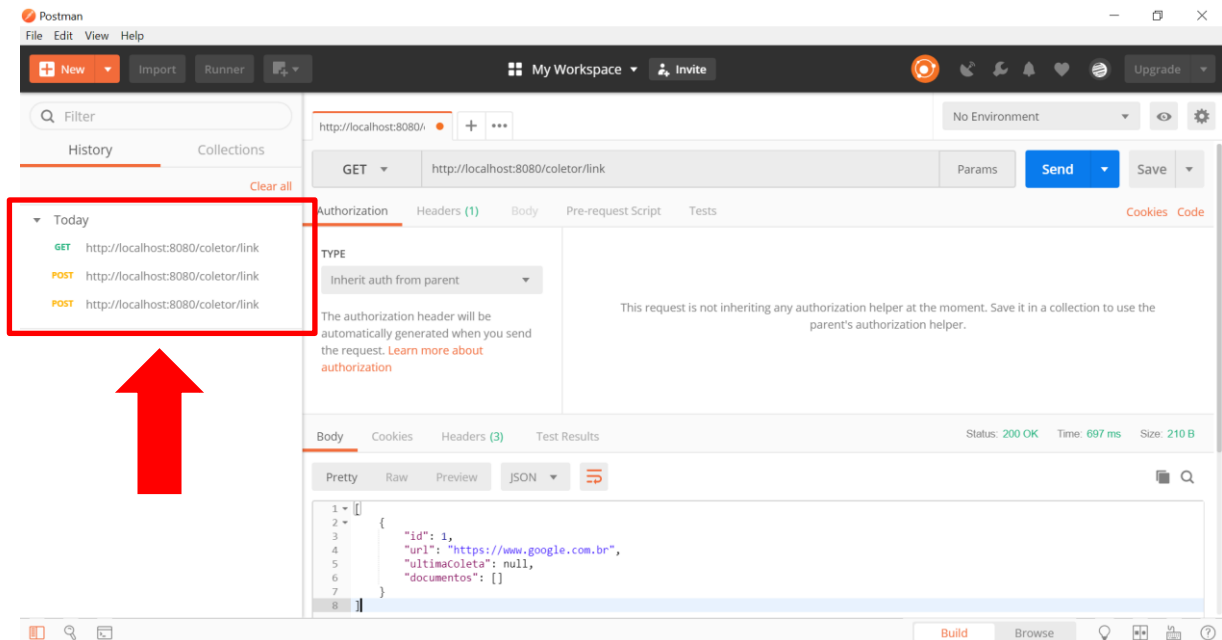 Postman
File Edit View Help
New Import Runner My Workspace Invite Upgrade
Filter
History Collections
Clear all
Today
GET http://localhost:8080/coletor/link
POST http://localhost:8080/coletor/link
POST http://localhost:8080/coletor/link
http://localhost:8080/ No Environment
GET http://localhost:8080/coletor/link Params Send Save
Authorization Headers (1) Body Pre-request Script Tests Cookies Code
TYPE
Inherit auth from parent
The authorization header will be
automatically generated when you send
the request. Learn more about
authorization
This request is not inheriting any authorization helper at the moment. Save it in a collection to use the
parent's authorization helper.
Body Cookies Headers (3) Test Results Status: 200 OK Time: 697 ms Size: 210 B
Pretty Raw Preview JSON
1 [
2 {
3 "id": 1,
4 "url": "https://www.google.com.br",
5 "ultimaColeta": null,
6 "documentos": []
7 }
8 ]
Build Browse